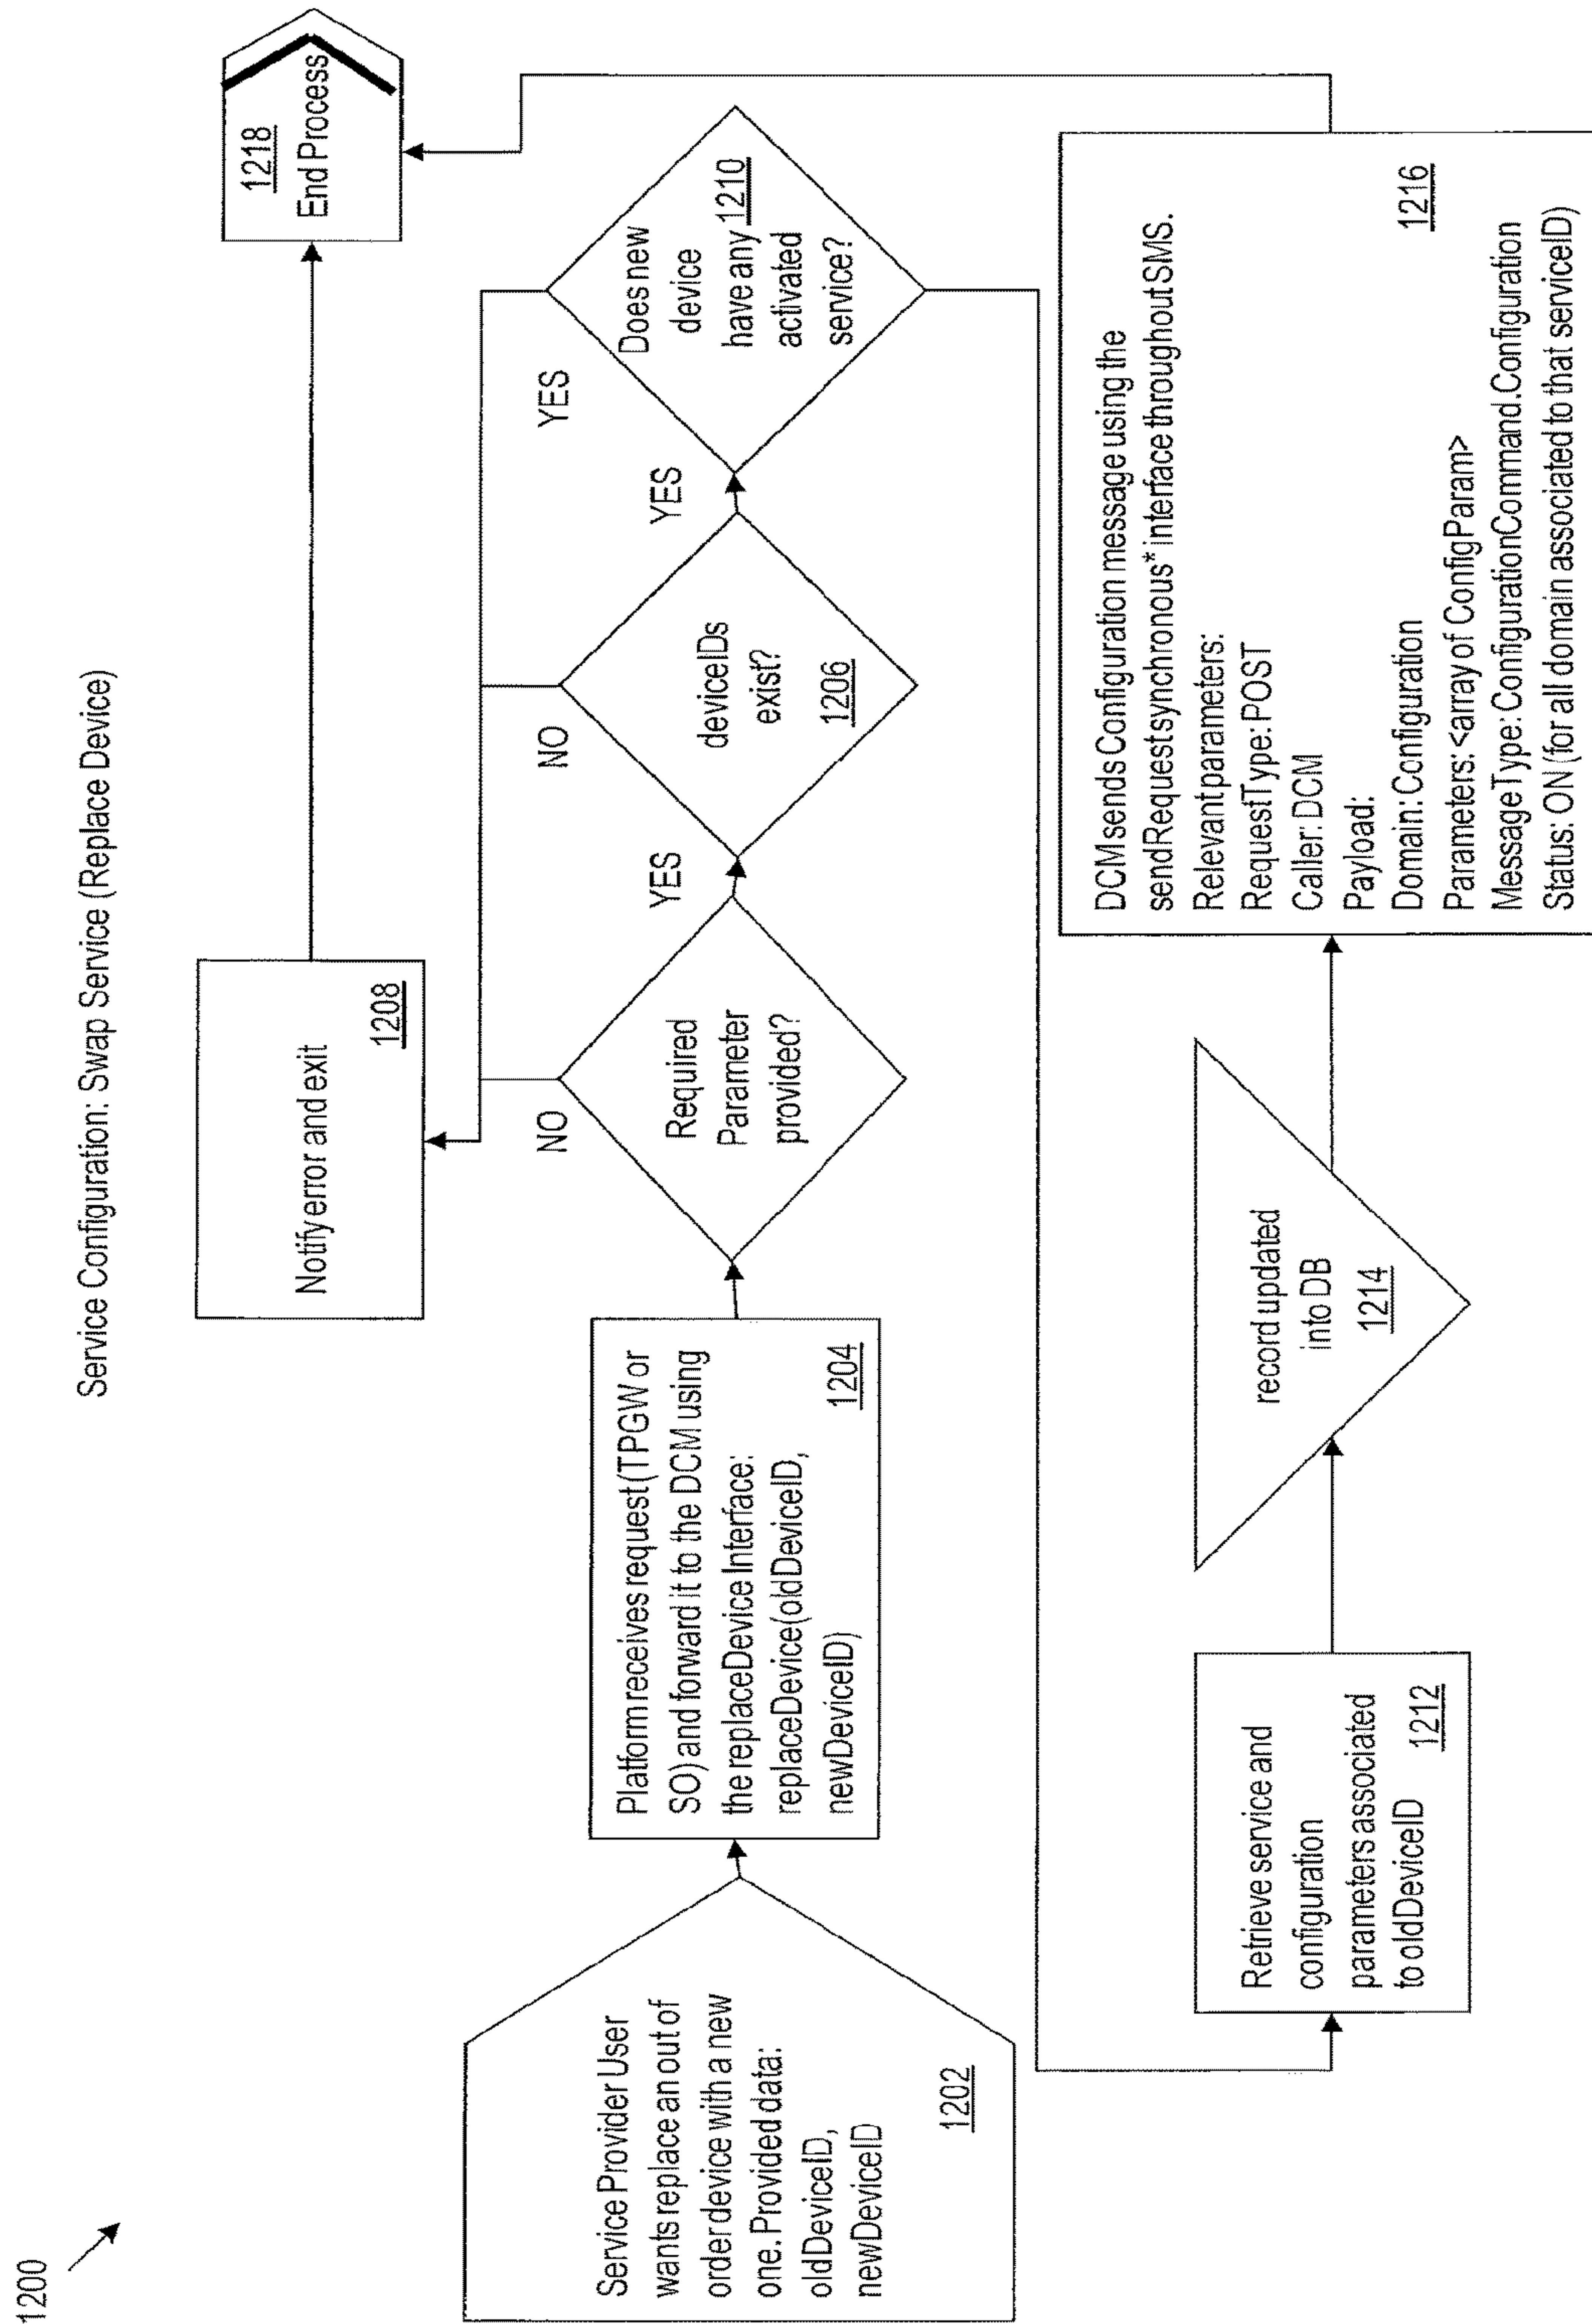 1200
Service Configuration: Swap Service (Replace Device)
Service Provider User
wants replace an out of
order device with a new
one. Provided data:
oldDeviceID,
newDeviceID
1202
Platform receives request (TPGW or
SO) and forward it to the DCM using
the replaceDevice Interface:
replaceDevice(oldDeviceID,
newDeviceID)
1204
Required
Parameter
provided?
NO
YES
deviceIDs
exist?
1206
NO
YES
Does new
device
have any 1210
activated
service?
YES
Notify error and exit
1208
1218
End Process
Retrieve service and
configuration
parameters associated
to oldDeviceID
1212
record updated
into DB
1214
DCM sends Configuration message using the
sendRequestsynchronous* interface throughout SMS.
Relevant parameters:
RequestType: POST
Caller: DCM
Payload:
Domain: Configuration
Parameters: <array of ConfigParam>
MessageType: ConfigurationCommand.Configuration
Status: ON (for all domain associated to that serviceID)
1216